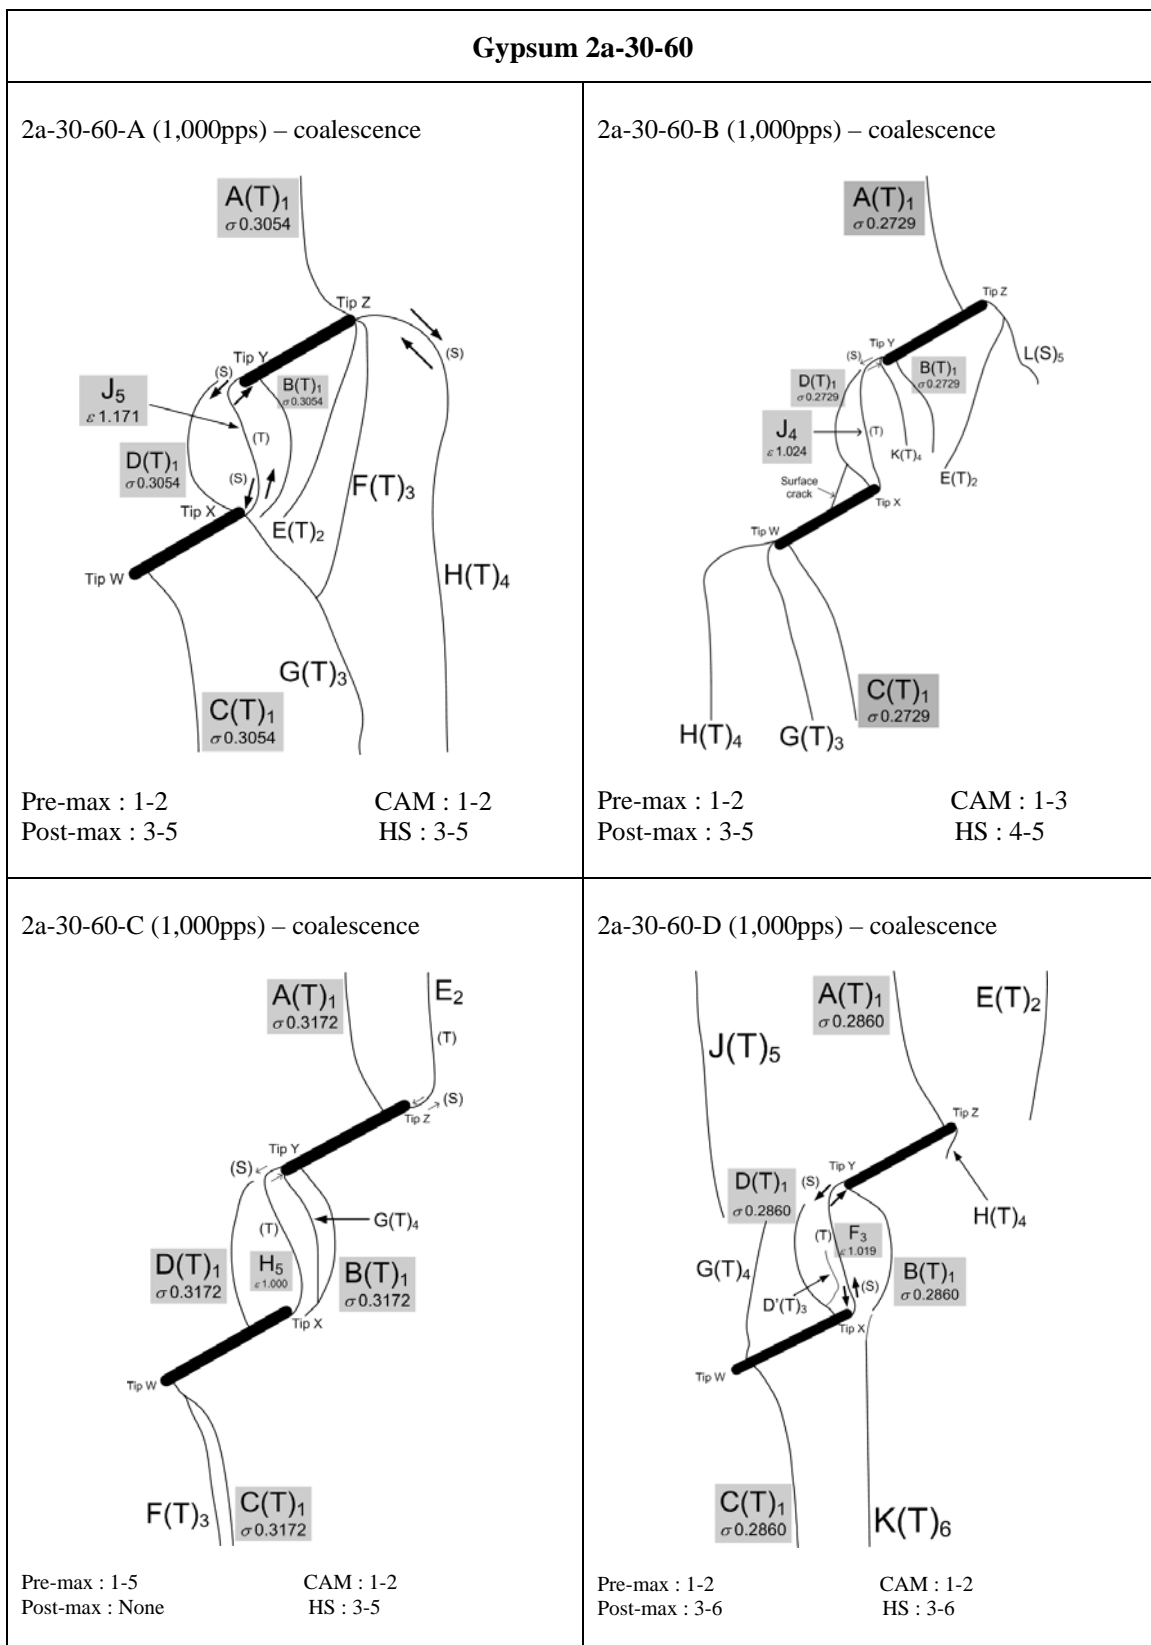 Gypsum 2a-30-60
2a-30-60-A (1,000pps) – coalescence
A(T)₁
σ 0.3054
Tip Z
(S)
Tip Y
(S)
J₅
ε 1.171
B(T)₁
σ 0.3054
(T)
D(T)₁
σ 0.3054
(S)
F(T)₃
Tip X
E(T)₂
Tip W
H(T)₄
G(T)₃
C(T)₁
σ 0.3054
Pre-max : 1-2 CAM : 1-2
Post-max : 3-5 HS : 3-5
2a-30-60-B (1,000pps) – coalescence
A(T)₁
σ 0.2729
Tip Z
Tip Y
(S)
L(S)₅
D(T)₁
σ 0.2729
B(T)₁
σ 0.2729
J₄
ε 1.024
(T)
K(T)₄
E(T)₂
Surface
crack
Tip X
Tip W
C(T)₁
σ 0.2729
H(T)₄
G(T)₃
Pre-max : 1-2 CAM : 1-3
Post-max : 3-5 HS : 4-5
2a-30-60-C (1,000pps) – coalescence
A(T)₁
σ 0.3172
E₂
(T)
(S)
Tip Z
Tip Y
(S)
G(T)₄
(T)
D(T)₁
σ 0.3172
H₅
ε 1.000
B(T)₁
σ 0.3172
Tip X
Tip W
F(T)₃
C(T)₁
σ 0.3172
Pre-max : 1-5 CAM : 1-2
Post-max : None HS : 3-5
2a-30-60-D (1,000pps) – coalescence
A(T)₁
σ 0.2860
E(T)₂
J(T)₅
Tip Z
Tip Y
(S)
D(T)₁
σ 0.2860
H(T)₄
(T)
F₃
ε 1.019
G(T)₄
B(T)₁
σ 0.2860
(S)
D'(T)₃
Tip X
Tip W
C(T)₁
σ 0.2860
K(T)₆
Pre-max : 1-2 CAM : 1-2
Post-max : 3-6 HS : 3-6